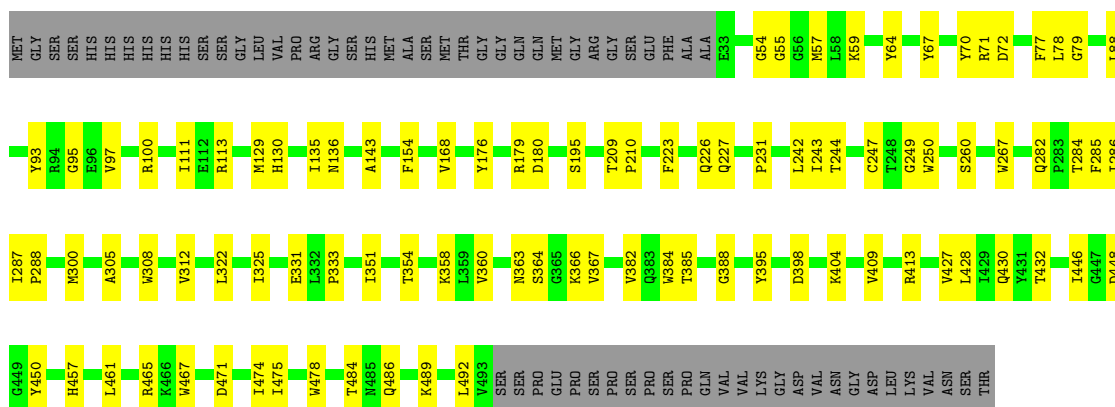 MET GLY SER SER HIS HIS HIS HIS HIS HIS SER SER GLY LEU VAL PRO ARG GLY SER HIS MET ALA SER MET THR GLY GLY GLN GLN MET GLY ARG GLY SER GLU PHE ALA ALA E33 G54 G55 G56 M57 L58 K59 Y64 Y67 Y70 R71 D72 F77 L78 G79
Y93 R94 G95 E96 V97 R100 I111 E112 R113 M129 H130 I135 N136 A143 F154 V168 Y176 R179 D180 S195 T209 P210 F223 Q226 Q227 P231 L242 I243 T244 C247 T248 G249 W250 S260 W267 Q282 P283 T284 F285
I287 P288 M300 A305 W308 V312 L322 I325 E331 L332 P333 I351 T354 K358 L359 V360 N363 S364 G365 K366 V367 V382 Q383 W384 T385 G388 Y395 D398 K404 V409 R413 V427 L428 I429 Q430 Y431 T432 I446 G447
G449 Y450 H457 L461 R465 K466 W467 D471 I474 I475 W478 T484 N485 Q486 K489 L492 V493 SER SER PRO GLU PRO SER PRO SER PRO SER PRO GLN VAL VAL LYS GLY ASP VAL ASN GLY ASP LEU LYS VAL ASN SER THR